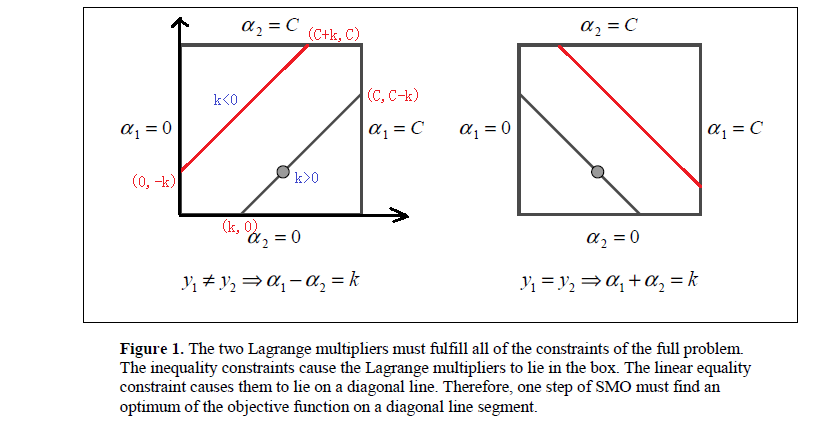 α₂ = C
(C+k, C)
α₂ = C
k<0
(C, C-k)
α₁ = 0
α₁ = C
α₁ = 0
α₁ = C
(0, -k)
k>0
(k, 0)
α₂ = 0
α₂ = 0
y₁ ≠ y₂ ⇒ α₁ − α₂ = k
y₁ = y₂ ⇒ α₁ + α₂ = k
Figure 1. The two Lagrange multipliers must fulfill all of the constraints of the full problem.
The inequality constraints cause the Lagrange multipliers to lie in the box. The linear equality
constraint causes them to lie on a diagonal line. Therefore, one step of SMO must find an
optimum of the objective function on a diagonal line segment.